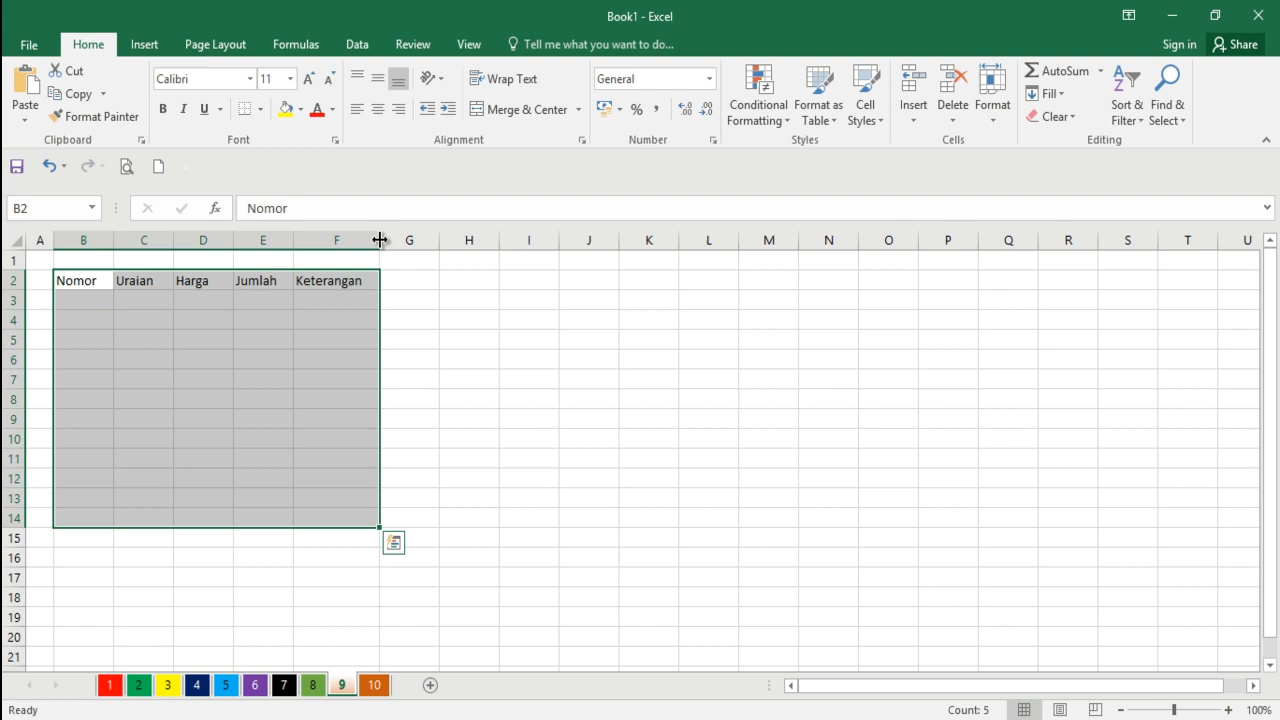 Book1 - Excel
File Home Insert Page Layout Formulas Data Review View Tell me what you want to do... Sign in Share
Paste Cut Copy Format Painter
Clipboard
Calibri 11
B I U A
Font
Wrap Text
Merge & Center
Alignment
General
% ,
Number
Conditional Formatting Format as Table Cell Styles
Styles
Insert Delete Format
Cells
AutoSum
Fill
Clear
Sort & Filter Find & Select
Editing
B2 fx Nomor
A B C D E F G H I J K L M N O P Q R S T U
1
2 Nomor Uraian Harga Jumlah Keterangan
3
4
5
6
7
8
9
10
11
12
13
14
15
16
17
18
19
20
21
1 2 3 4 5 6 7 8 9 10
Ready Count: 5 100%